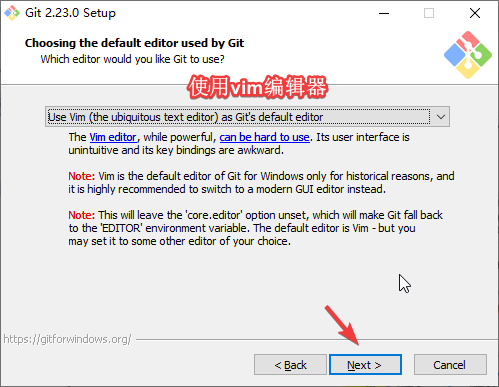 Git 2.23.0 Setup
Choosing the default editor used by Git
Which editor would you like Git to use?
使用vim编辑器
Use Vim (the ubiquitous text editor) as Git's default editor
The Vim editor, while powerful, can be hard to use. Its user interface is
unintuitive and its key bindings are awkward.
Note: Vim is the default editor of Git for Windows only for historical reasons, and
it is highly recommended to switch to a modern GUI editor instead.
Note: This will leave the 'core.editor' option unset, which will make Git fall back
to the 'EDITOR' environment variable. The default editor is Vim - but you
may set it to some other editor of your choice.
https://gitforwindows.org/
< Back
Next >
Cancel